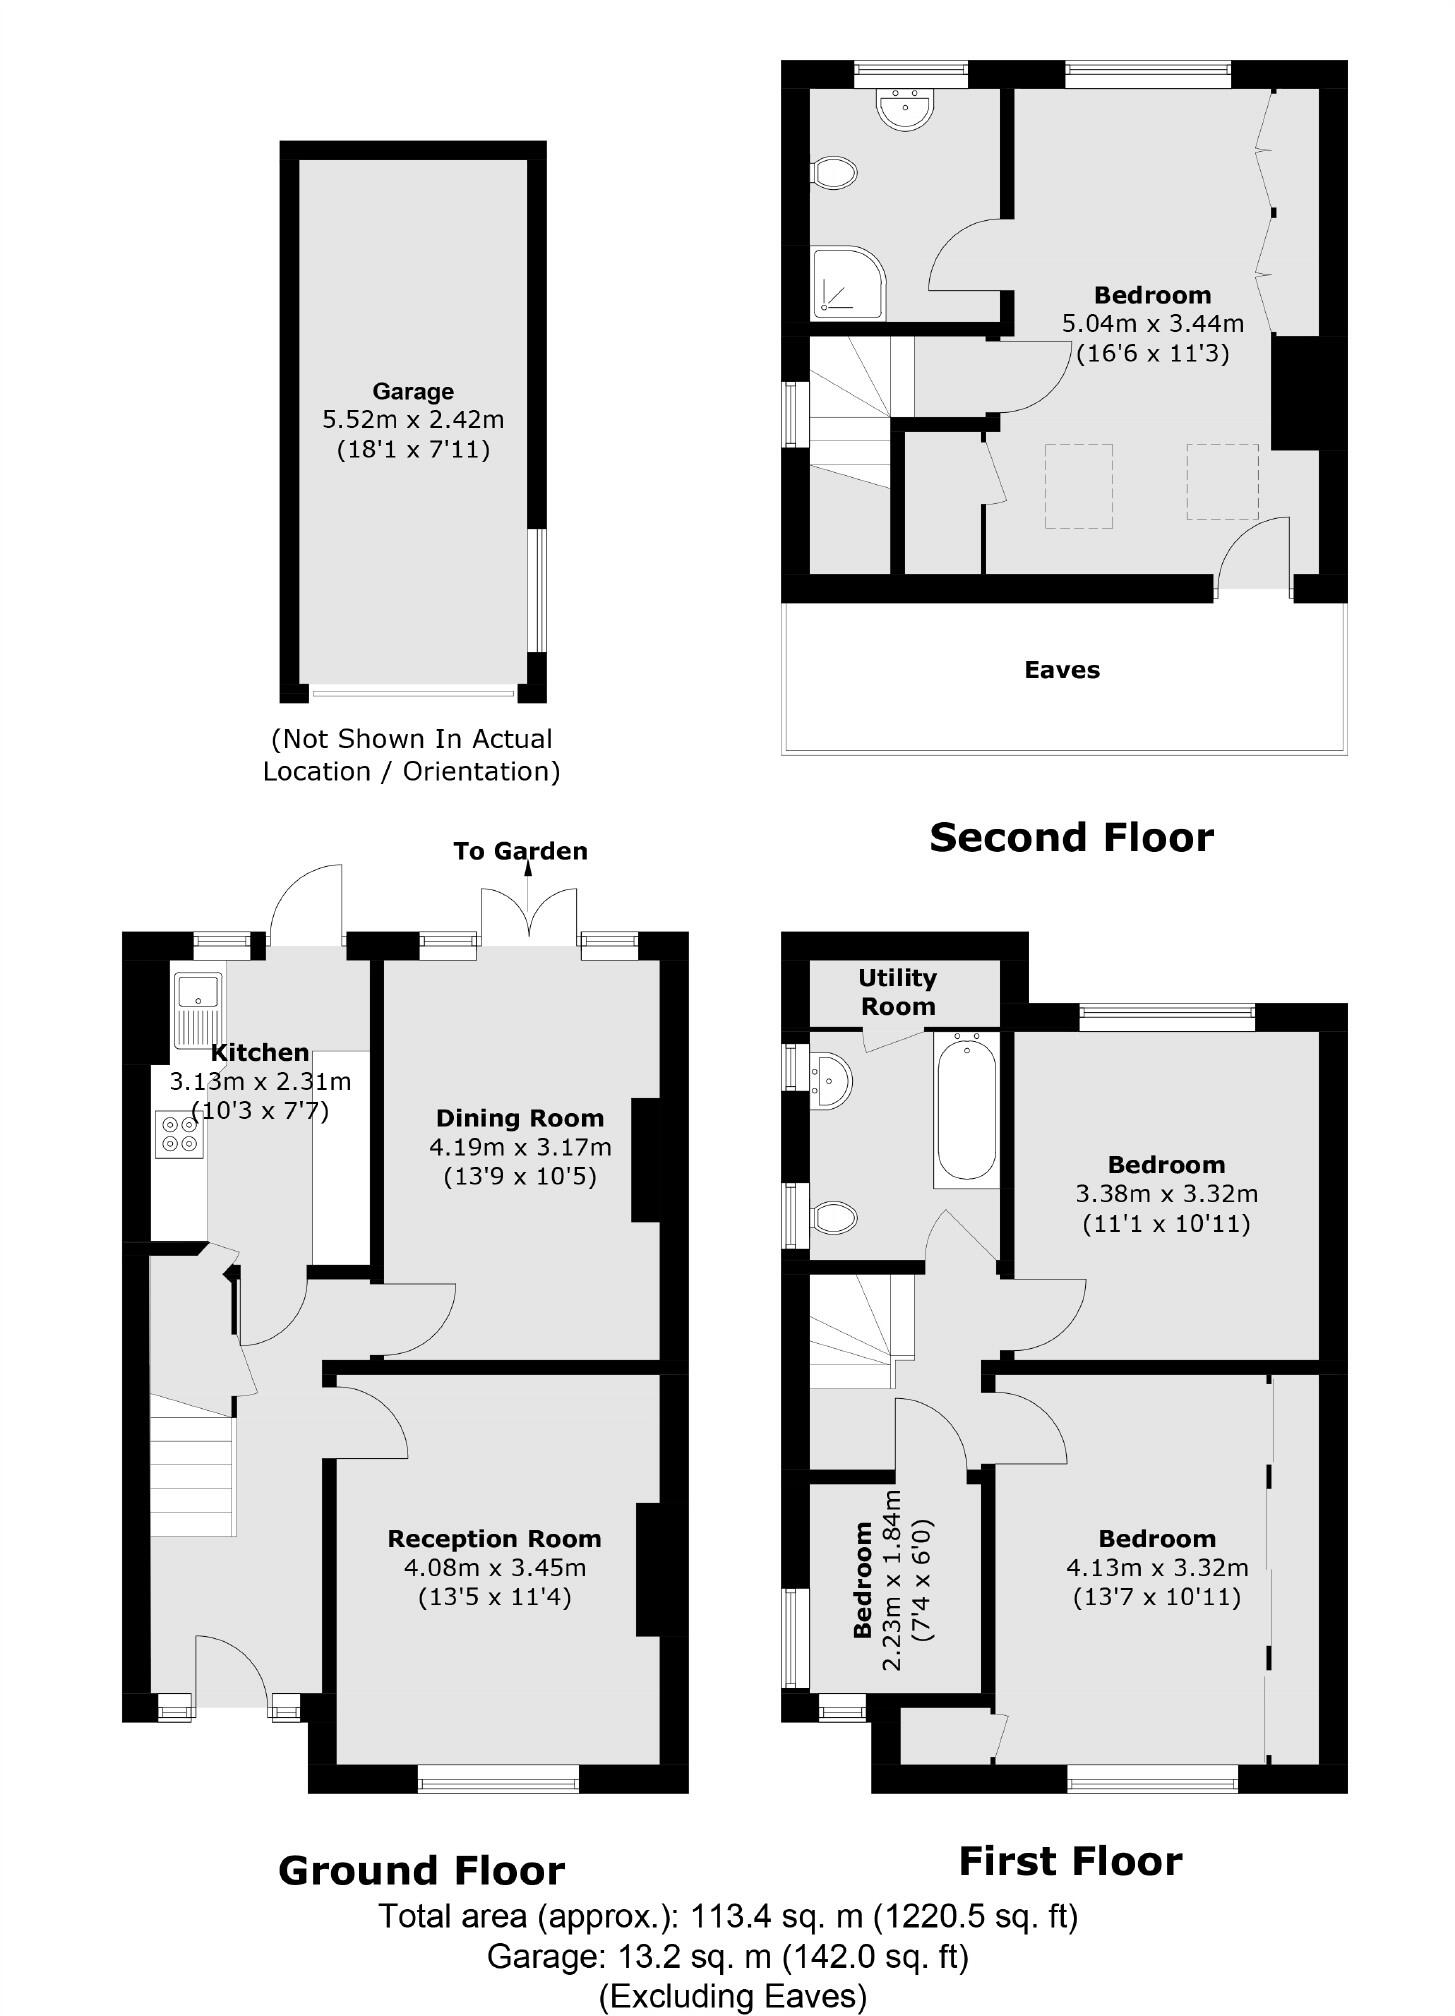 Garage
5.52m x 2.42m
(18'1 x 7'11)
(Not Shown In Actual
Location / Orientation)
Bedroom
5.04m x 3.44m
(16'6 x 11'3)
Eaves
Second Floor
To Garden
Kitchen
3.13m x 2.31m
(10'3 x 7'7)
Dining Room
4.19m x 3.17m
(13'9 x 10'5)
Reception Room
4.08m x 3.45m
(13'5 x 11'4)
Ground Floor
Utility
Room
Bedroom
3.38m x 3.32m
(11'1 x 10'11)
Bedroom
2.23m x 1.84m
(7'4 x 6'0)
Bedroom
4.13m x 3.32m
(13'7 x 10'11)
First Floor
Total area (approx.): 113.4 sq. m (1220.5 sq. ft)
Garage: 13.2 sq. m (142.0 sq. ft)
(Excluding Eaves)